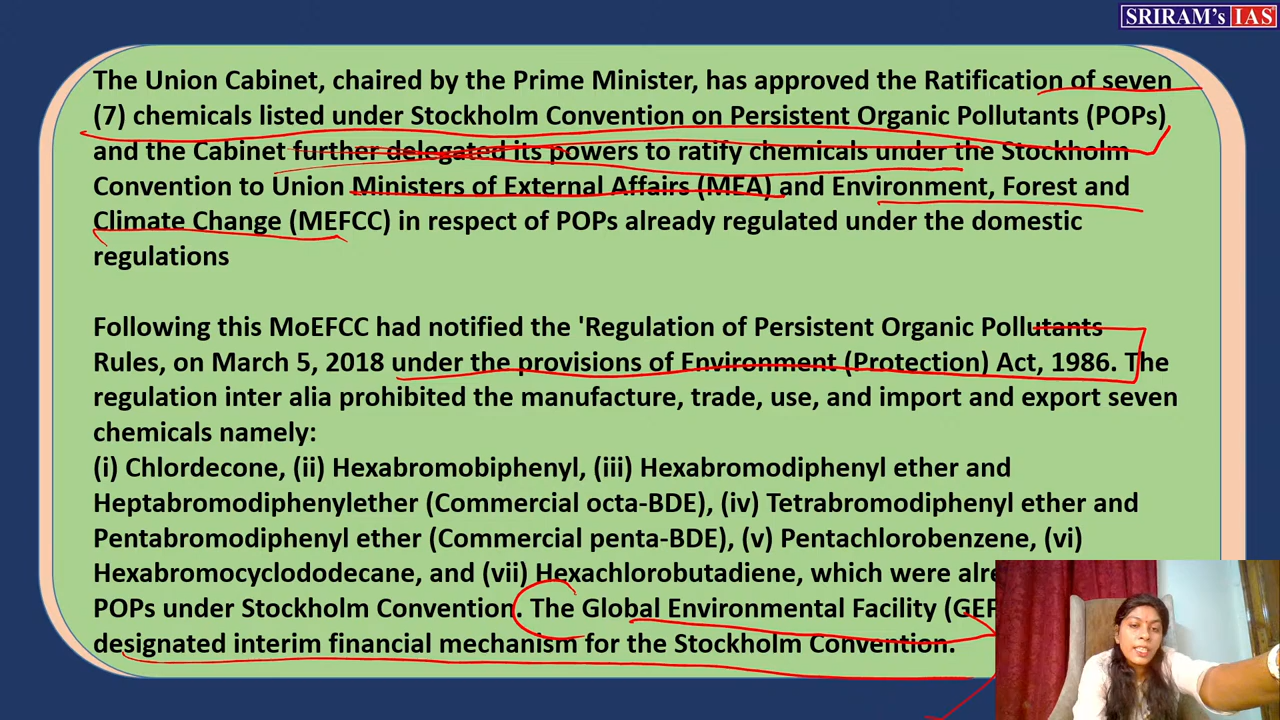 SRIRAM's IAS
The Union Cabinet, chaired by the Prime Minister, has approved the Ratification of seven
(7) chemicals listed under Stockholm Convention on Persistent Organic Pollutants (POPs)
and the Cabinet further delegated its powers to ratify chemicals under the Stockholm
Convention to Union Ministers of External Affairs (MEA) and Environment, Forest and
Climate Change (MEFCC) in respect of POPs already regulated under the domestic
regulations
Following this MoEFCC had notified the 'Regulation of Persistent Organic Pollutants
Rules, on March 5, 2018 under the provisions of Environment (Protection) Act, 1986. The
regulation inter alia prohibited the manufacture, trade, use, and import and export seven
chemicals namely:
(i) Chlordecone, (ii) Hexabromobiphenyl, (iii) Hexabromodiphenyl ether and
Heptabromodiphenylether (Commercial octa-BDE), (iv) Tetrabromodiphenyl ether and
Pentabromodiphenyl ether (Commercial penta-BDE), (v) Pentachlorobenzene, (vi)
Hexabromocyclododecane, and (vii) Hexachlorobutadiene, which were
POPs under Stockholm Convention. The Global Environmental Facility (GEF
designated interim financial mechanism for the Stockholm Convention.